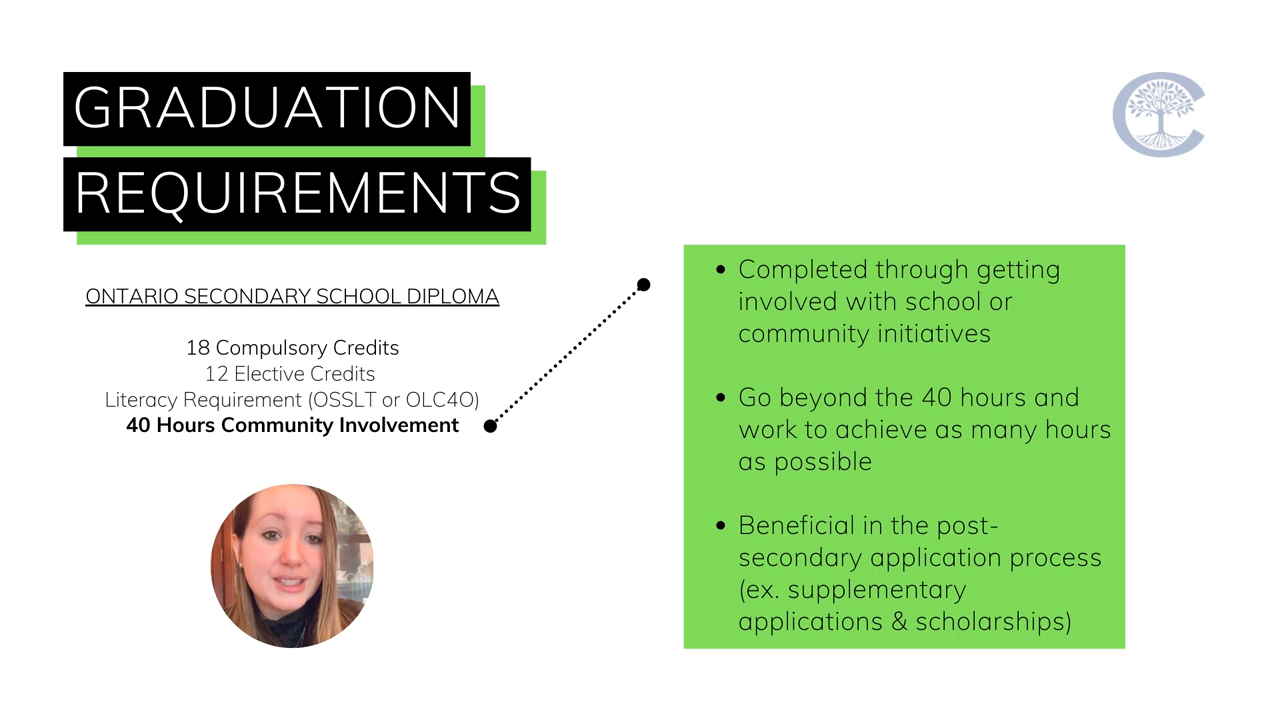 GRADUATION
REQUIREMENTS
ONTARIO SECONDARY SCHOOL DIPLOMA
18 Compulsory Credits
12 Elective Credits
Literacy Requirement (OSSLT or OLC4O)
40 Hours Community Involvement
• Completed through getting
involved with school or
community initiatives
• Go beyond the 40 hours and
work to achieve as many hours
as possible
• Beneficial in the post-
secondary application process
(ex. supplementary
applications & scholarships)
C